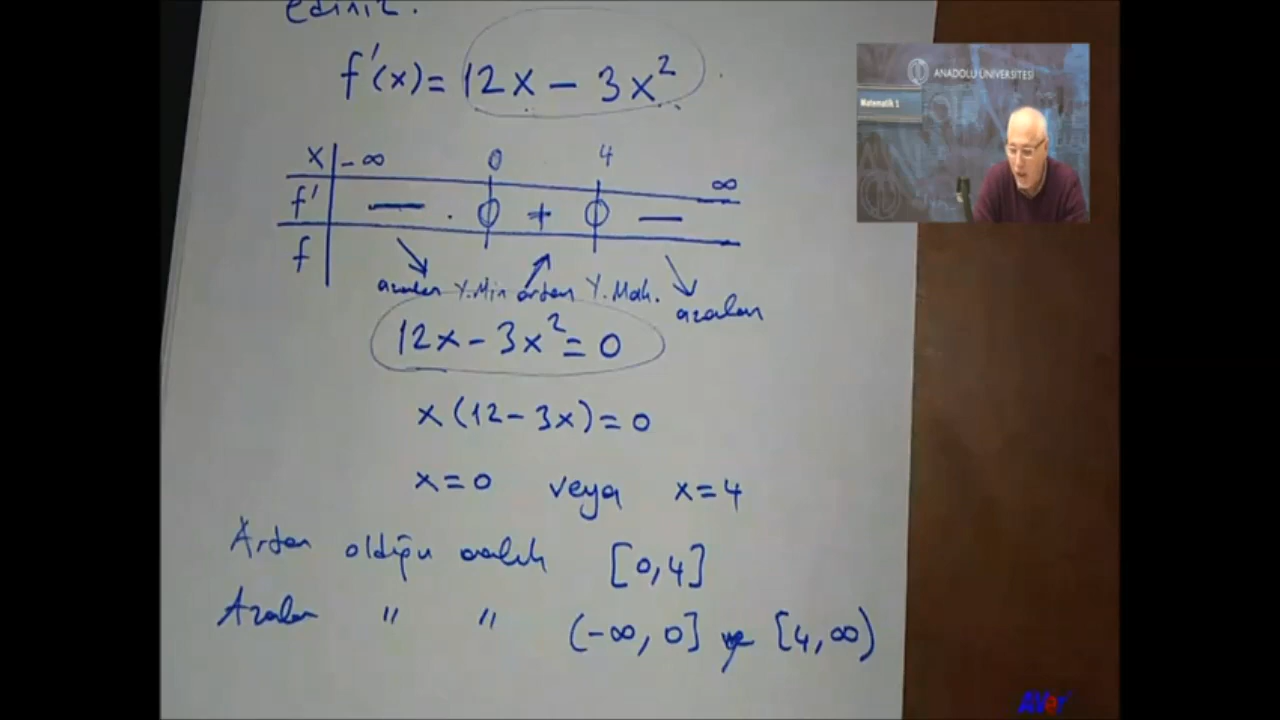 ediniz.
f'(x) = 12x - 3x²
x -∞ 0 4 ∞
f' - 0 + 0 -
f
azalan Y.Min artan Y.Mak. azalan
12x - 3x² = 0
x(12 - 3x) = 0
x = 0 veya x = 4
Artan olduğu aralık [0,4]
Azalan " " (-∞, 0] ve [4, ∞)
ANADOLU ÜNİVERSİTESİ
Matematik 1
AVer